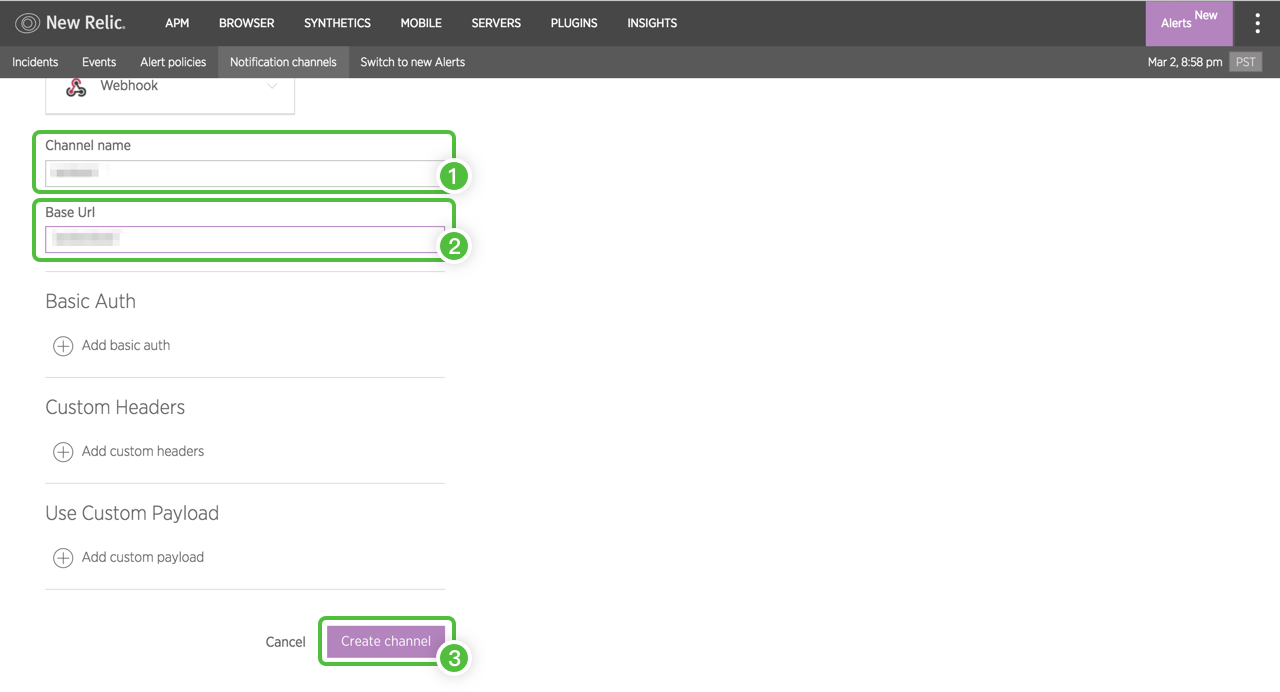 New Relic. APM BROWSER SYNTHETICS MOBILE SERVERS PLUGINS INSIGHTS Alerts New
Incidents Events Alert policies Notification channels Switch to new Alerts Mar 2, 8:58 pm PST
Webhook
Channel name
1
Base Url
2
Basic Auth
Add basic auth
Custom Headers
Add custom headers
Use Custom Payload
Add custom payload
Cancel Create channel
3